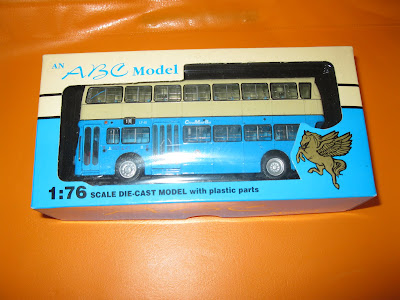 AN ABC Model
1:76 SCALE DIE-CAST MODEL with plastic parts